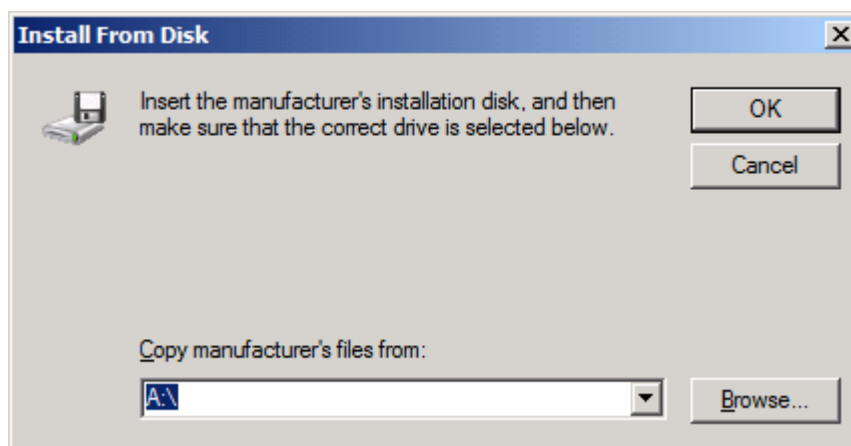 Install From Disk
Insert the manufacturer's installation disk, and then
make sure that the correct drive is selected below.
OK
Cancel
Copy manufacturer's files from:
A:\
Browse...